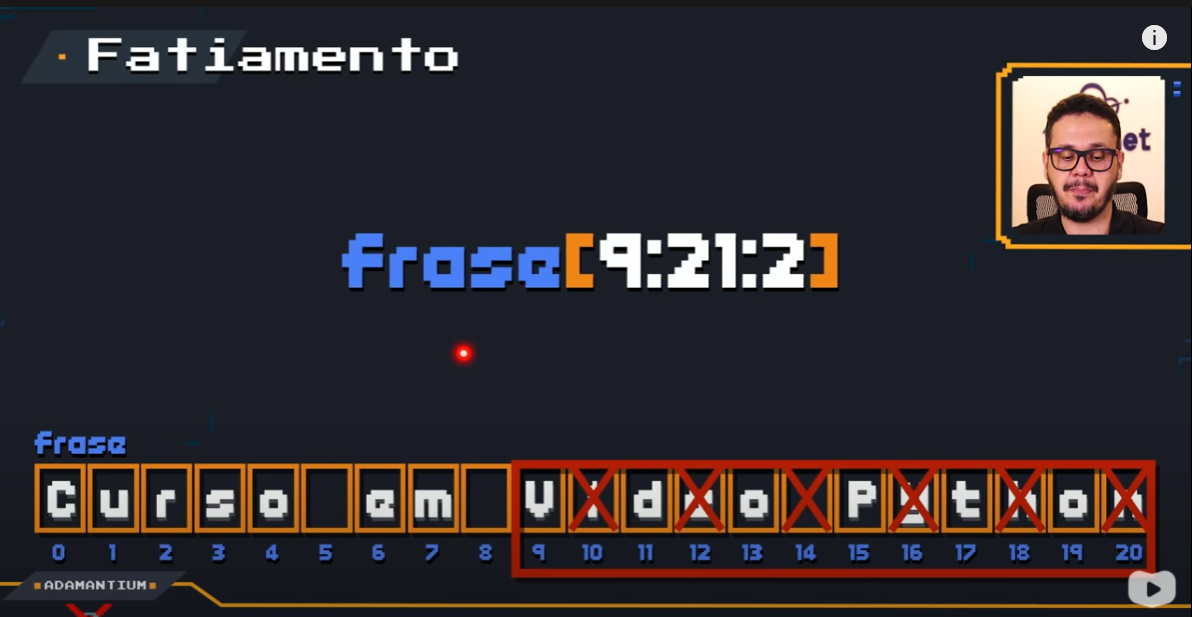 Fatiamento
et
frase[9:21:2]
frase
C u r s o e m V i d e o P y t h o n
0 1 2 3 4 5 6 7 8 9 10 11 12 13 14 15 16 17 18 19 20
ADAMANTIUM